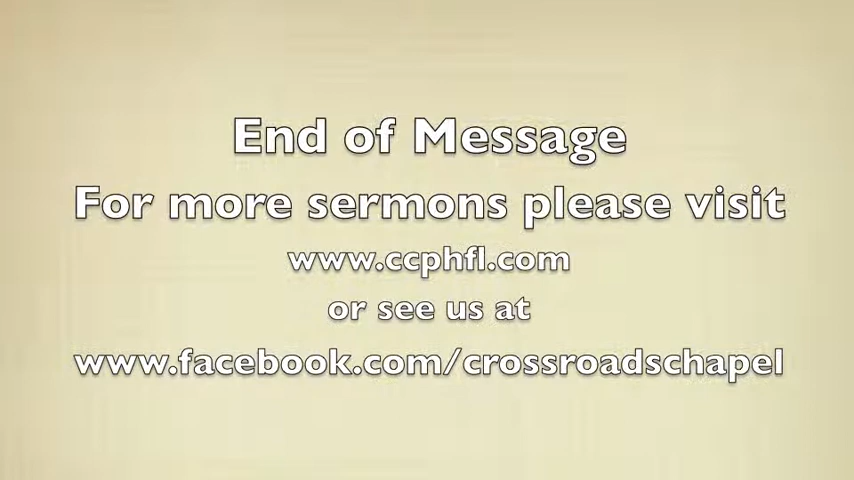 End of Message
For more sermons please visit
www.ccphfl.com
or see us at
www.facebook.com/crossroadschapel